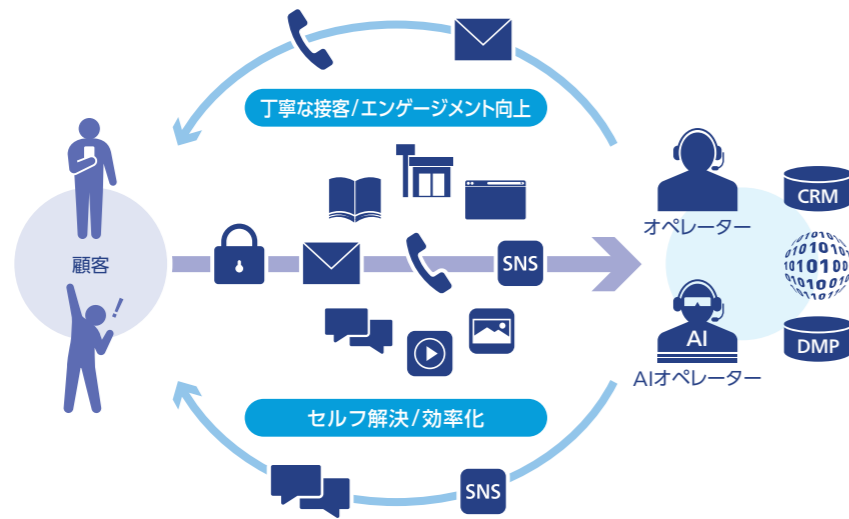 丁寧な接客/エンゲージメント向上
顧客
SNS
オペレーター
CRM
AI
AIオペレーター
DMP
セルフ解決/効率化
SNS